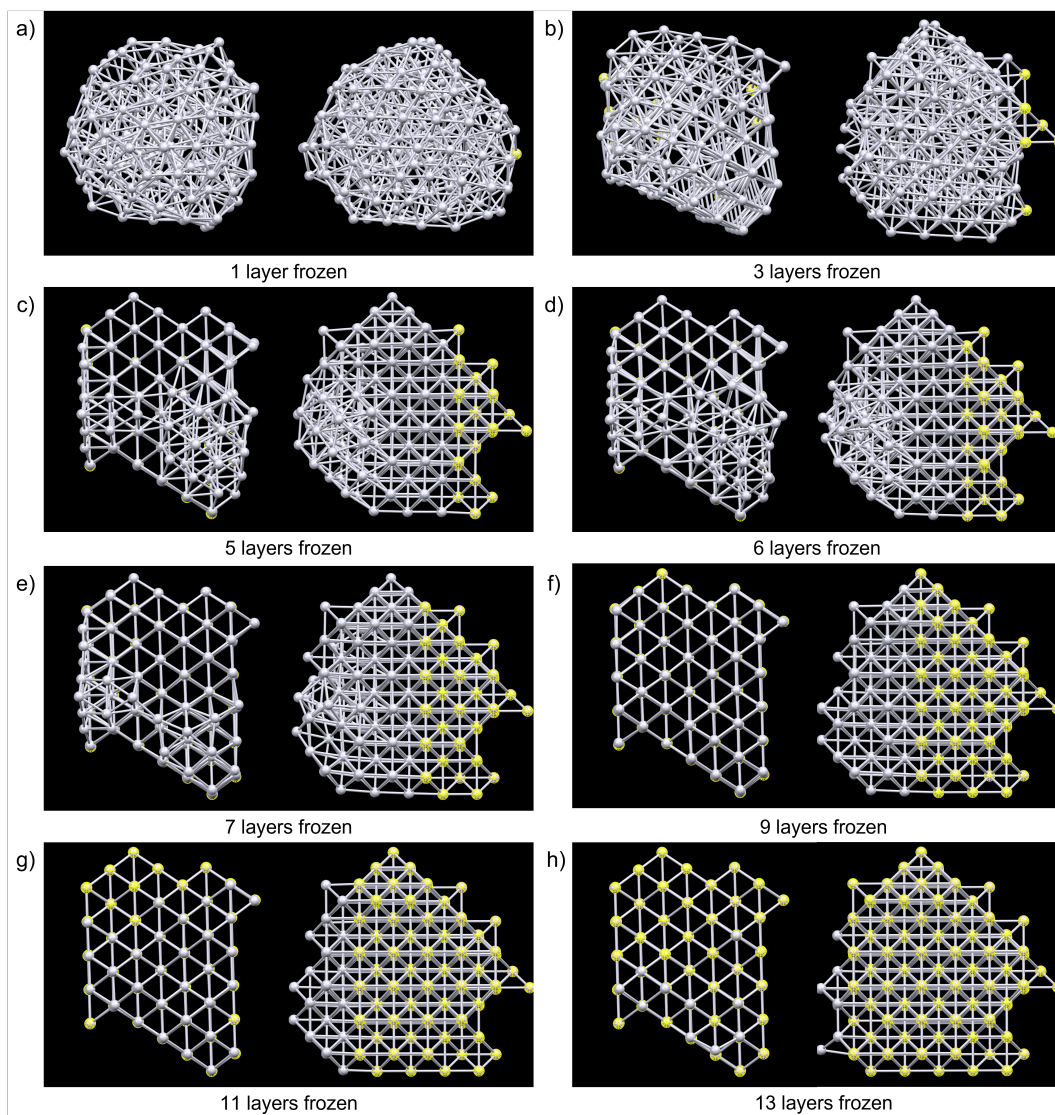 a)
b)
1 layer frozen
3 layers frozen
c)
d)
5 layers frozen
6 layers frozen
e)
f)
7 layers frozen
9 layers frozen
g)
h)
11 layers frozen
13 layers frozen